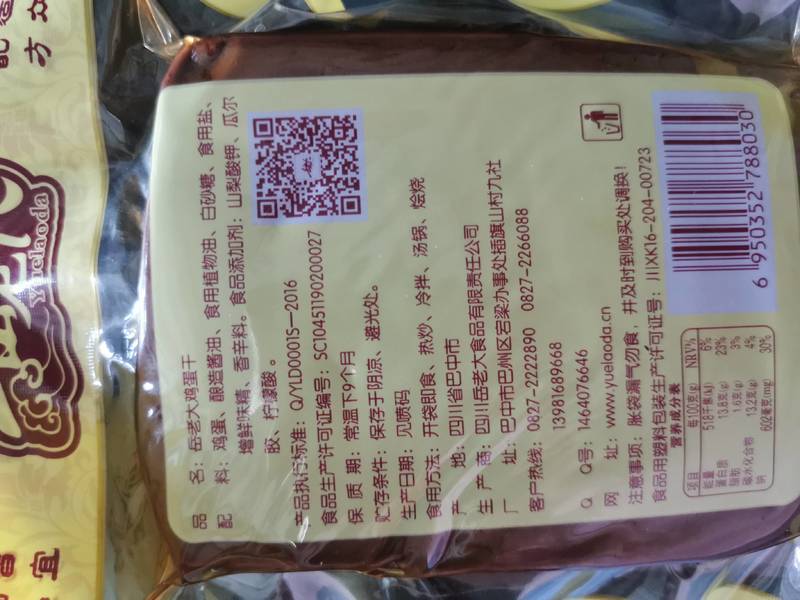 品 名：岳老大鸡蛋干
配 料：鸡蛋、酿造酱油、食用植物油、白砂糖、食用盐、
增鲜味精、香辛料。食品添加剂：山梨酸钾、瓜尔
胶、柠檬酸。
产品执行标准：Q/YLD0001S—2016
食品生产许可证编号：SC10451190200027
保 质 期：常温下9个月
贮存条件：保存于阴凉、避光处。
生产日期：见喷码
食用方法：开袋即食、热炒、冷拌、汤锅、烩烧
产 地：四川省巴中市
生 产 商：四川岳老大食品有限责任公司
厂 址：巴中市巴州区宕梁办事处插旗山村九社
客户热线：0827-2222890 0827-2266088
13981689668
Q Q号：1464076646
网 址：www.yuelaoda.cn
注意事项：胀袋漏气勿食，并及时到购买处调换！
食品用塑料包装生产许可证号：川XK16-204-00723
营养成分表
项目 每100克(g) NRV%
能量 518千焦(kJ) 6%
蛋白质 13.8克(g) 23%
脂肪 1.6克(g) 3%
碳水化合物 13.2克(g) 4%
钠 602毫克(mg) 30%
6 950352 788030
Yuelaoda
方
宜